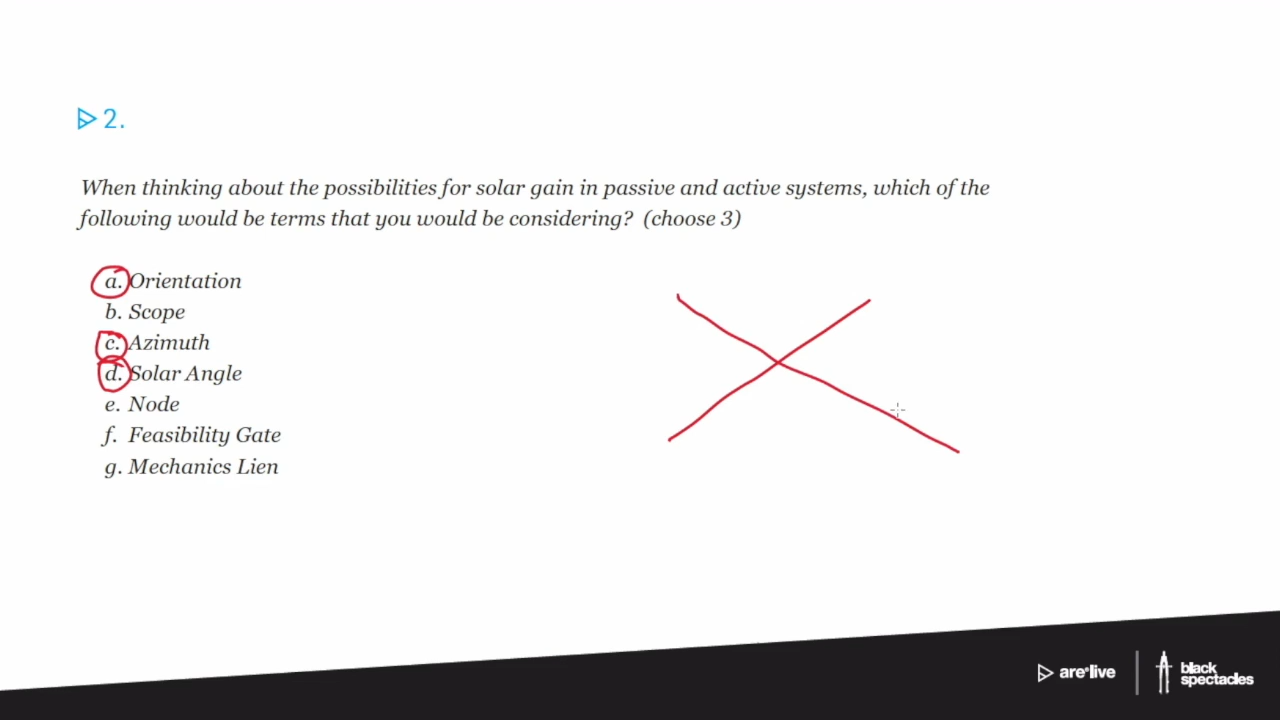 2.
When thinking about the possibilities for solar gain in passive and active systems, which of the
following would be terms that you would be considering? (choose 3)
a. Orientation
b. Scope
c. Azimuth
d. Solar Angle
e. Node
f. Feasibility Gate
g. Mechanics Lien
are live
black
spectacles